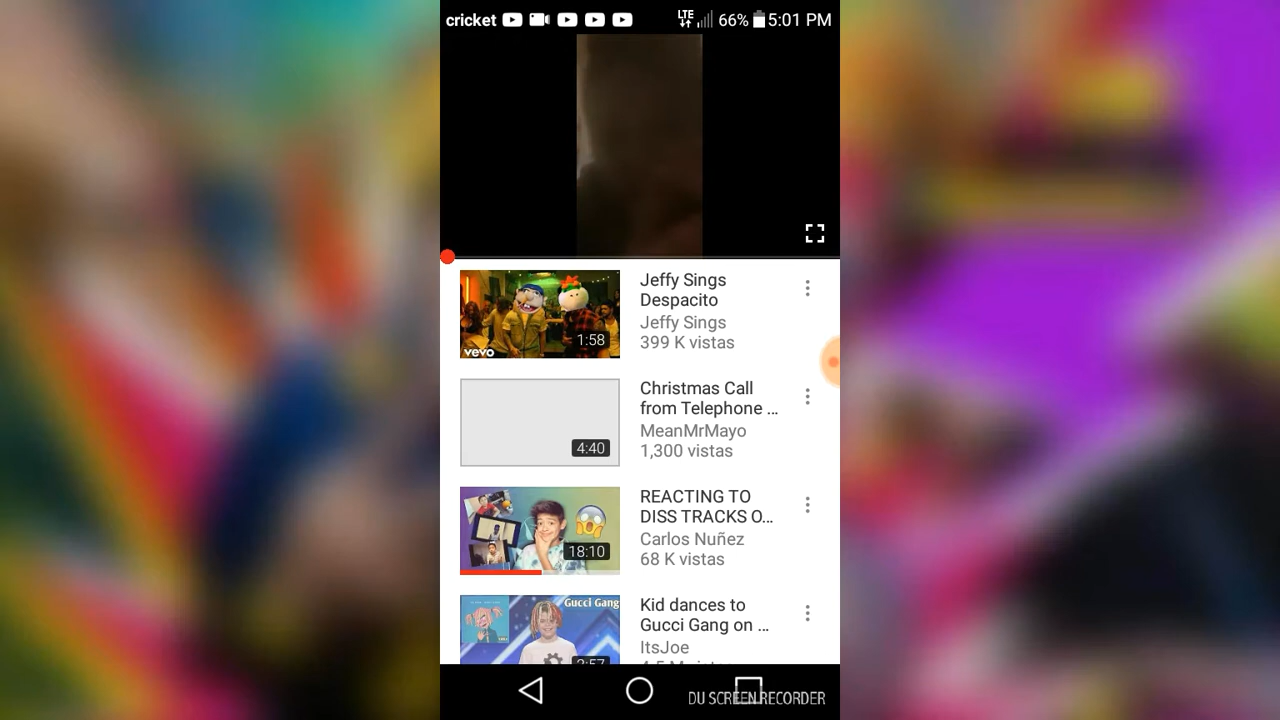 cricket LTE 66% 5:01 PM
Jeffy Sings
Despacito
Jeffy Sings
399 K vistas
1:58
vevo
Christmas Call
from Telephone ...
MeanMrMayo
1,300 vistas
4:40
REACTING TO
DISS TRACKS O...
Carlos Nuñez
68 K vistas
18:10
Kid dances to
Gucci Gang on ...
ItsJoe
Gucci Gang
DU SCREEN RECORDER